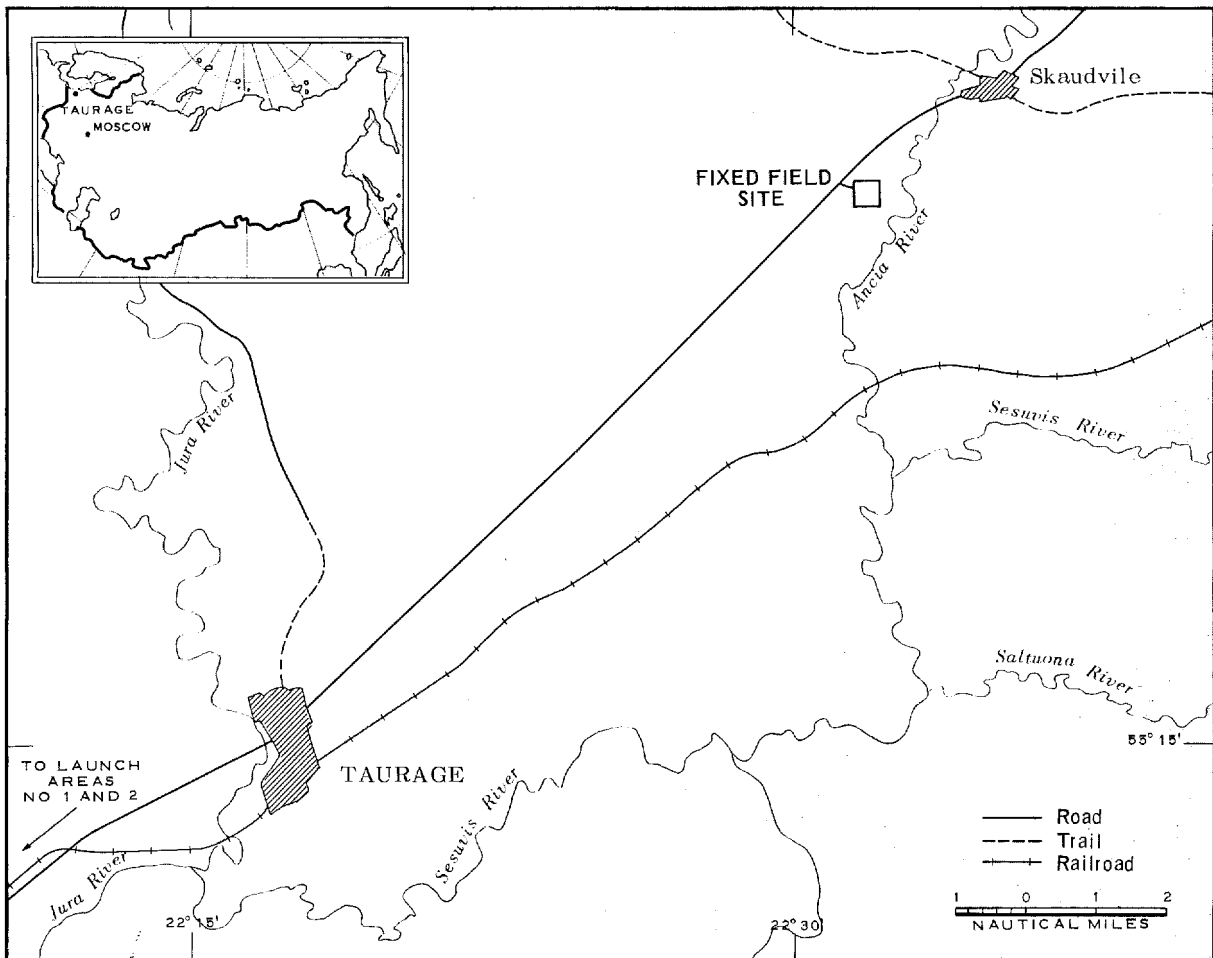 TAURAGE
MOSCOW
Skaudvile
FIXED FIELD
SITE
Ancia River
Jura River
Sesuvis River
Saltuona River
55° 15'
TO LAUNCH
AREAS
NO 1 AND 2
TAURAGE
Sesuvis River
Jura River
22° 15'
22° 30
Road
Trail
Railroad
1 0 1 2
NAUTICAL MILES